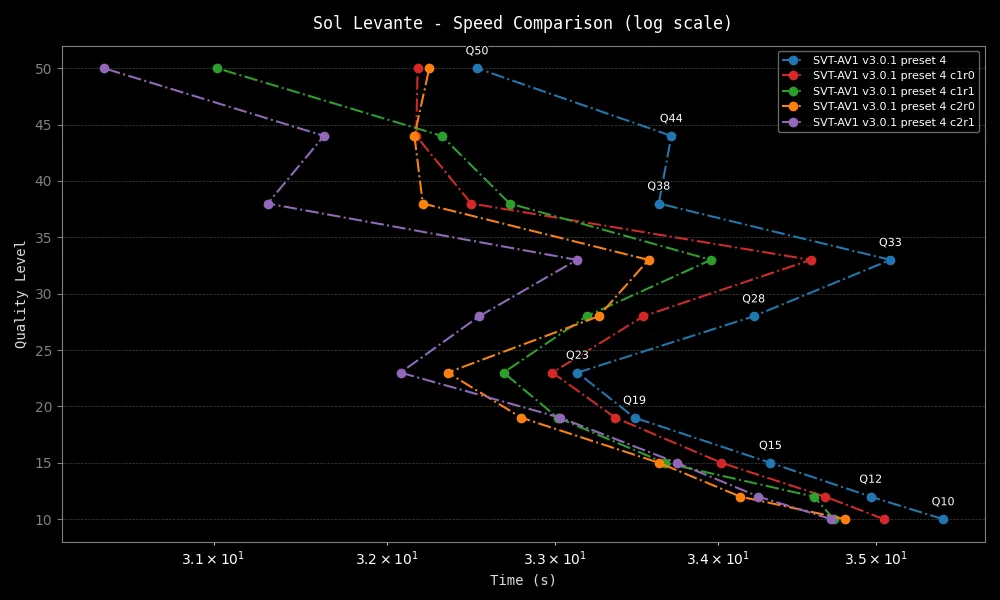 Sol Levante - Speed Comparison (log scale)
SVT-AV1 v3.0.1 preset 4
SVT-AV1 v3.0.1 preset 4 c1r0
SVT-AV1 v3.0.1 preset 4 c1r1
SVT-AV1 v3.0.1 preset 4 c2r0
SVT-AV1 v3.0.1 preset 4 c2r1
Quality Level
50
45
40
35
30
25
20
15
10
Q50
Q44
Q38
Q33
Q28
Q23
Q19
Q15
Q12
Q10
3.1 × 10¹ 3.2 × 10¹ 3.3 × 10¹ 3.4 × 10¹ 3.5 × 10¹
Time (s)